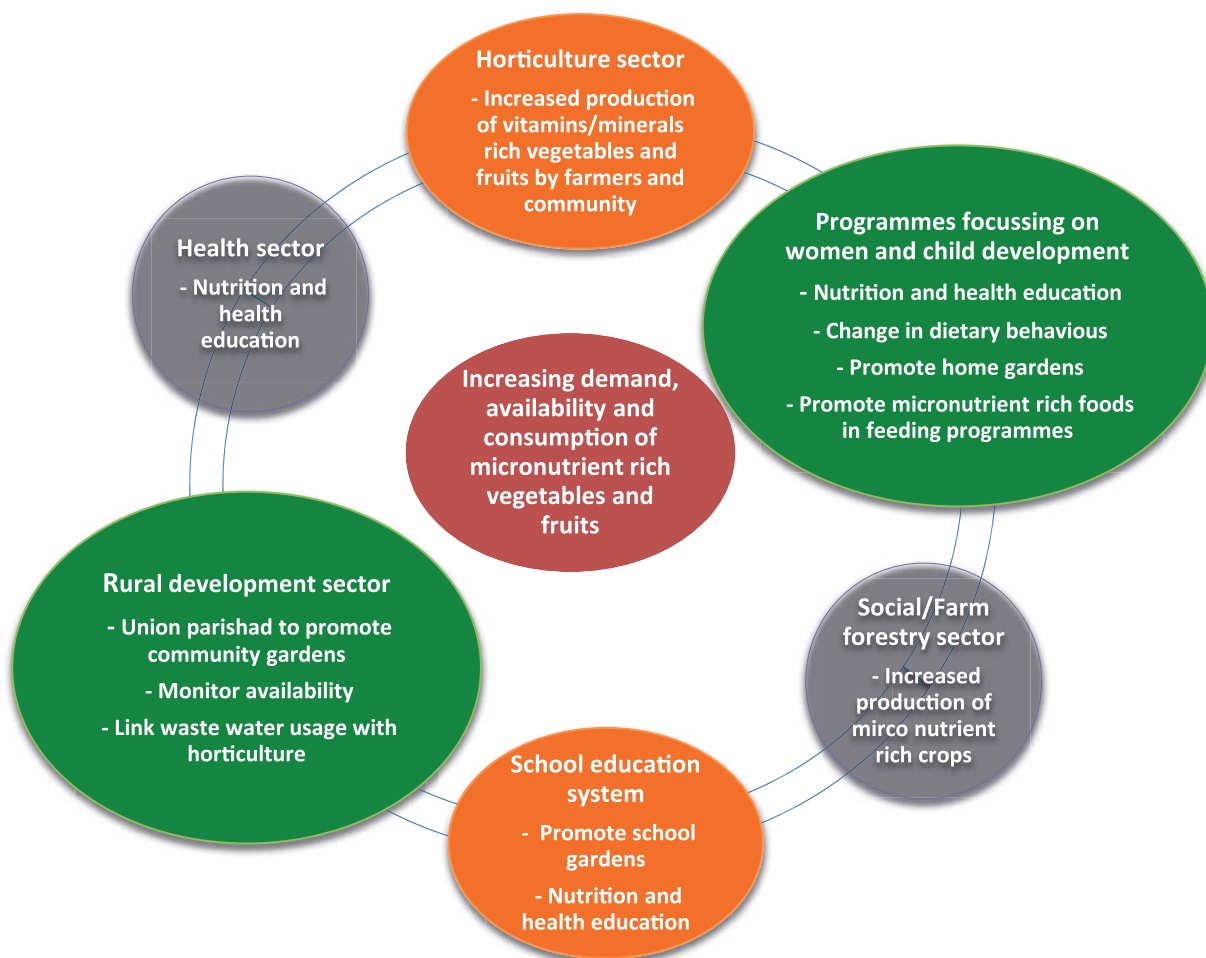 Horticulture sector
- Increased production
of vitamins/minerals
rich vegetables and
fruits by farmers and
community
Programmes focussing on
women and child development
- Nutrition and health education
- Change in dietary behavious
- Promote home gardens
- Promote micronutrient rich foods
in feeding programmes
Health sector
- Nutrition and
health
education
Increasing demand,
availability and
consumption of
micronutrient rich
vegetables and
fruits
Social/Farm
forestry sector
- Increased
production of
mirco nutrient
rich crops
Rural development sector
- Union parishad to promote
community gardens
- Monitor availability
- Link waste water usage with
horticulture
School education
system
- Promote school
gardens
- Nutrition and
health education